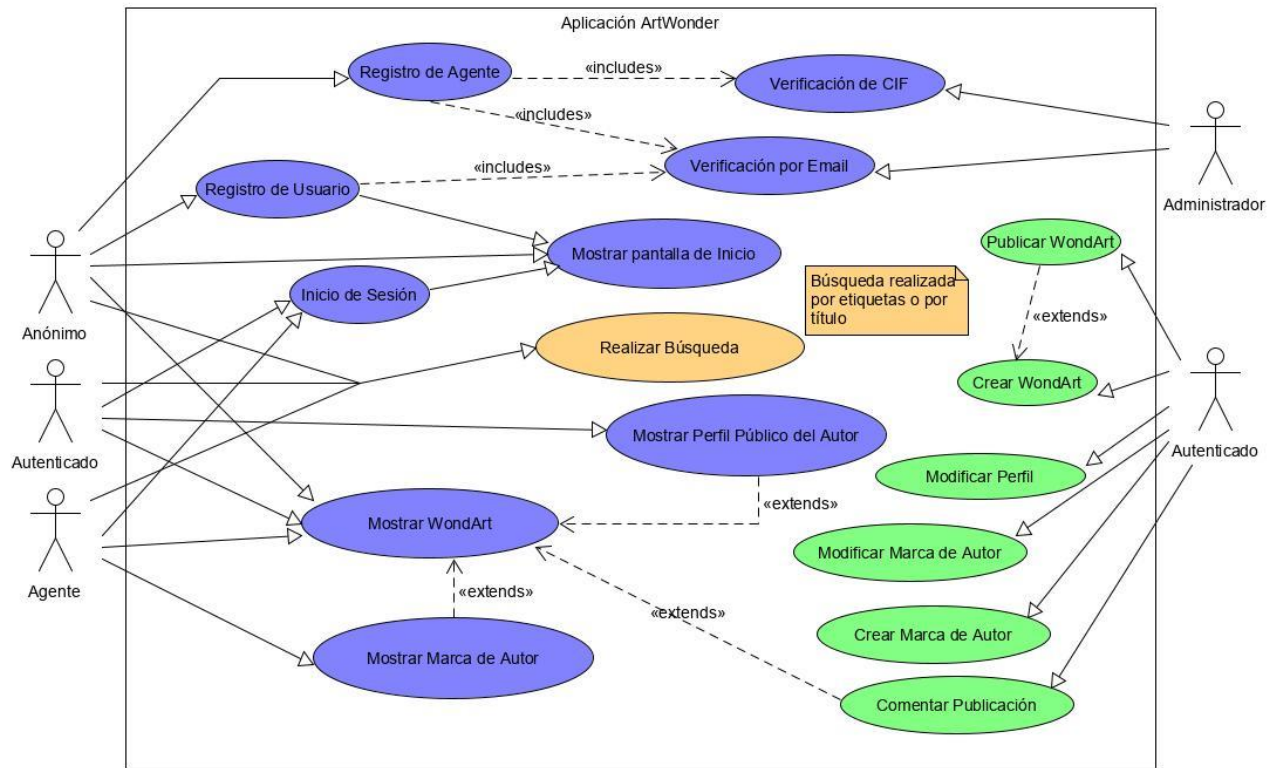 Aplicación ArtWonder
Registro de Agente
«includes»
Verificación de CIF
«includes»
«includes»
Verificación por Email
Registro de Usuario
Administrador
Publicar WondArt
Mostrar pantalla de Inicio
Búsqueda realizada
por etiquetas o por
título
Inicio de Sesión
Anónimo
«extends»
Realizar Búsqueda
Crear WondArt
Mostrar Perfil Público del Autor
Autenticado
Autenticado
Modificar Perfil
«extends»
Mostrar WondArt
Modificar Marca de Autor
Agente
«extends»
«extends»
Crear Marca de Autor
Mostrar Marca de Autor
Comentar Publicación